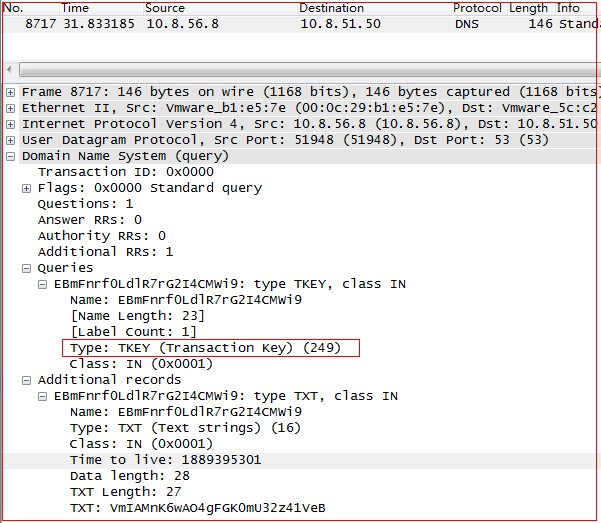 No. Time Source Destination Protocol Length Info
8717 31.833185 10.8.56.8 10.8.51.50 DNS 146 Stand
Frame 8717: 146 bytes on wire (1168 bits), 146 bytes captured (1168 bits)
Ethernet II, Src: Vmware_b1:e5:7e (00:0c:29:b1:e5:7e), Dst: Vmware_5c:c2
Internet Protocol Version 4, Src: 10.8.56.8 (10.8.56.8), Dst: 10.8.51.50
User Datagram Protocol, Src Port: 51948 (51948), Dst Port: 53 (53)
Domain Name System (query)
Transaction ID: 0x0000
Flags: 0x0000 Standard query
Questions: 1
Answer RRs: 0
Authority RRs: 0
Additional RRs: 1
Queries
EBmFnrf0LdlR7rG2I4CMWi9: type TKEY, class IN
Name: EBmFnrf0LdlR7rG2I4CMWi9
[Name Length: 23]
[Label Count: 1]
Type: TKEY (Transaction Key) (249)
Class: IN (0x0001)
Additional records
EBmFnrf0LdlR7rG2I4CMWi9: type TXT, class IN
Name: EBmFnrf0LdlR7rG2I4CMWi9
Type: TXT (Text strings) (16)
Class: IN (0x0001)
Time to live: 1889395301
Data length: 28
TXT Length: 27
TXT: VmIAMnK6wAO4gFGK0mU32z41VeB